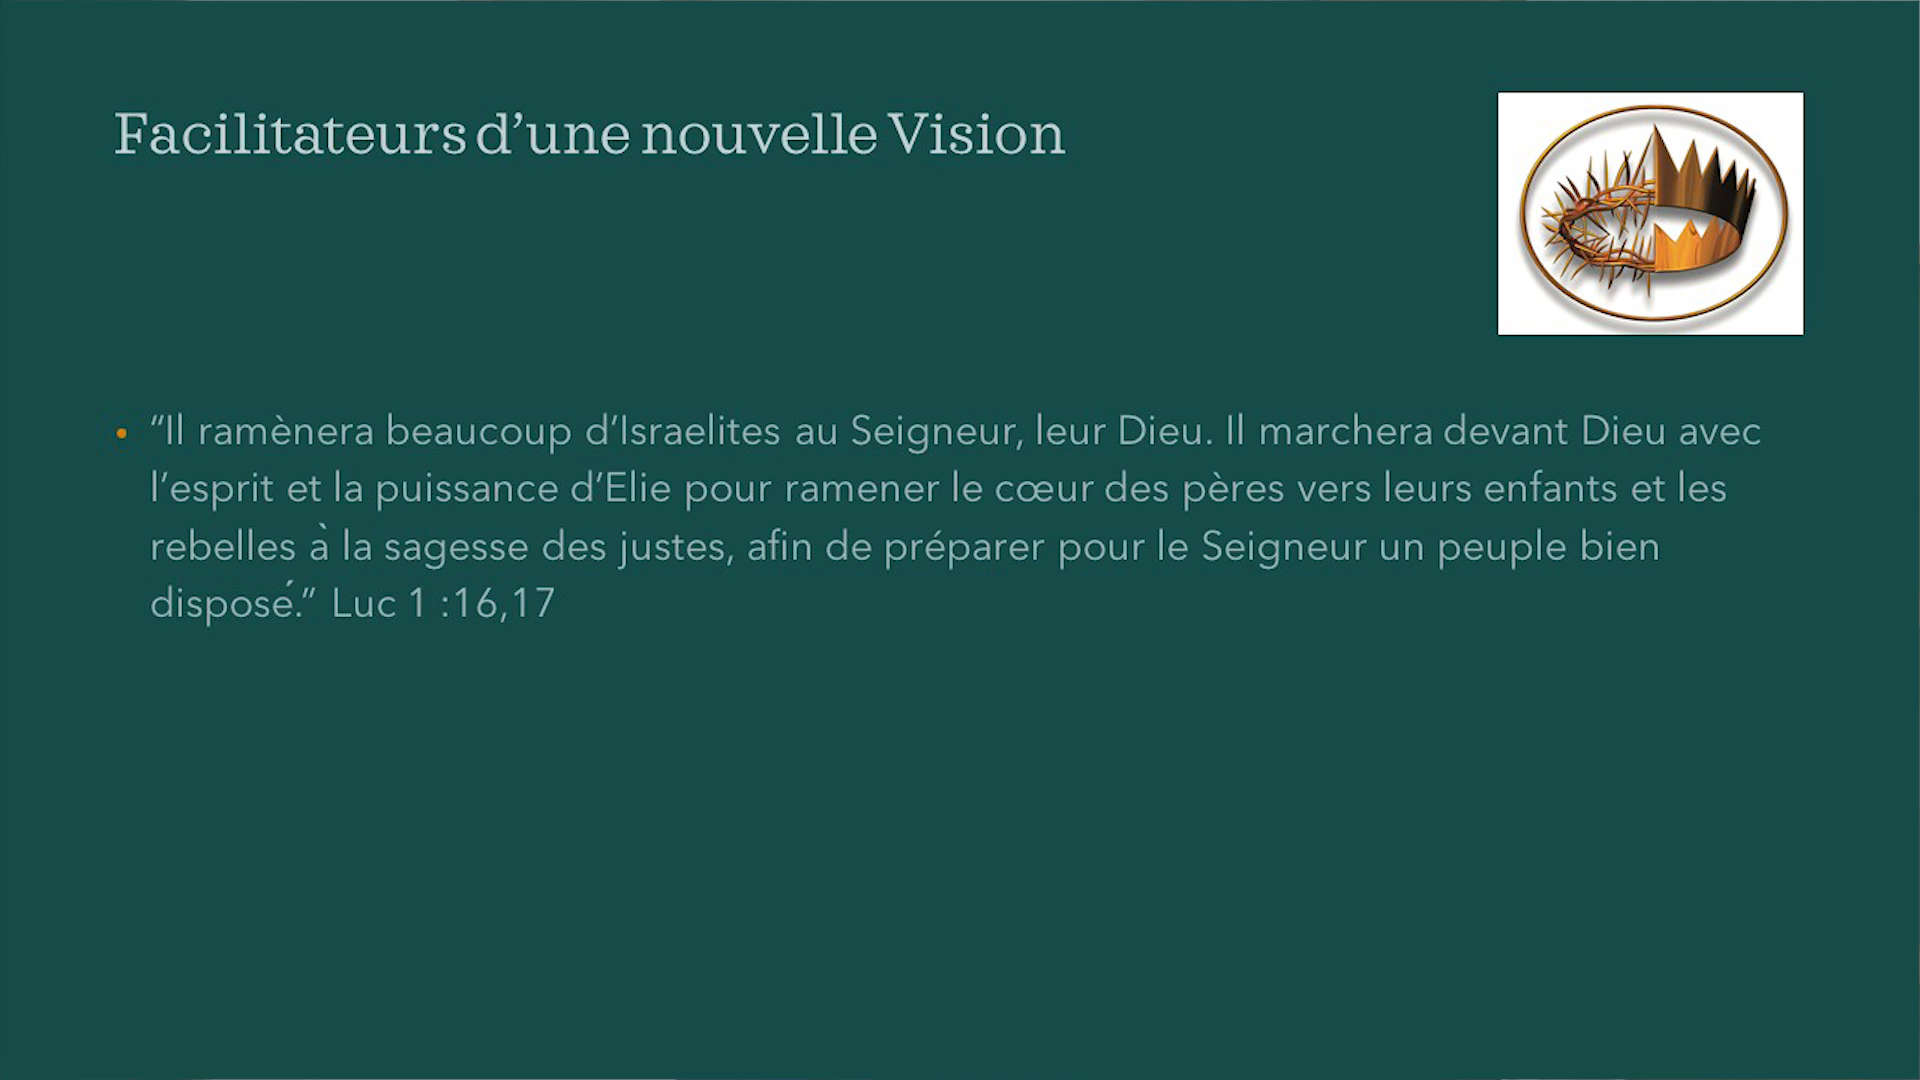 Facilitateurs d’une nouvelle Vision
• “Il ramènera beaucoup d’Israelites au Seigneur, leur Dieu. Il marchera devant Dieu avec
l’esprit et la puissance d’Elie pour ramener le cœur des pères vers leurs enfants et les
rebelles à la sagesse des justes, afin de préparer pour le Seigneur un peuple bien
disposé.” Luc 1 :16,17